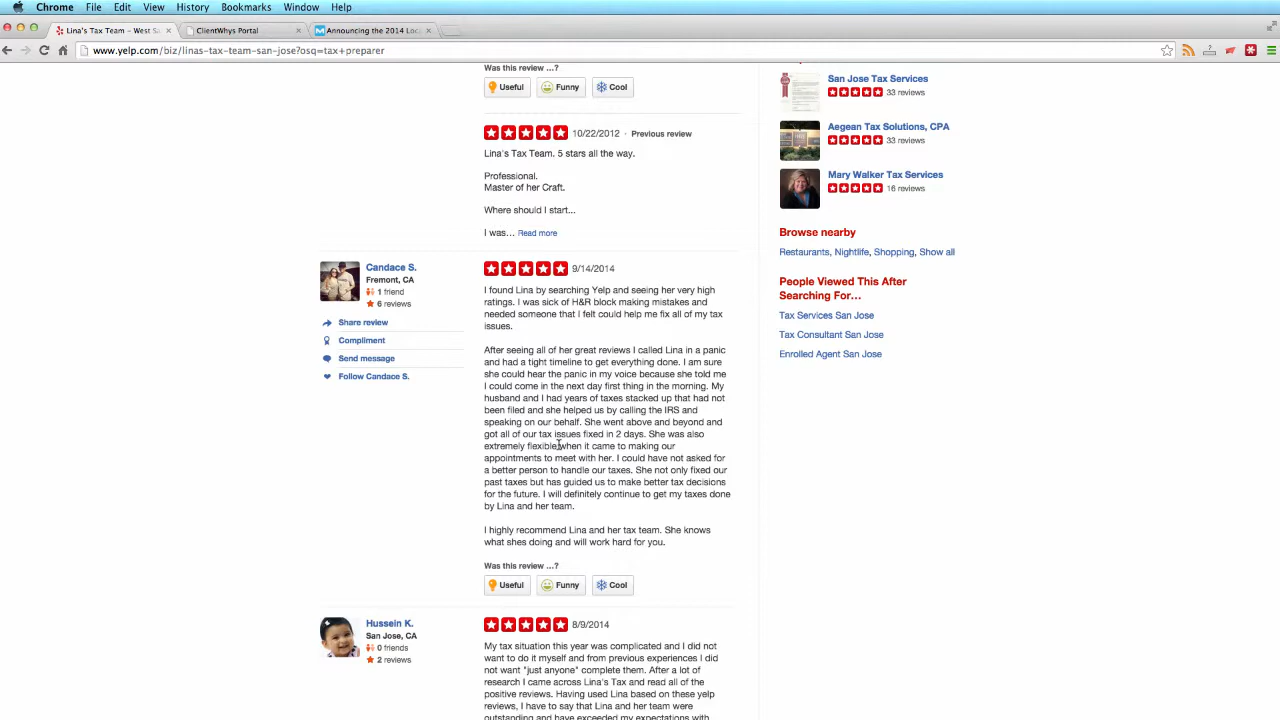 Chrome File Edit View History Bookmarks Window Help
Lina's Tax Team – West Sa
ClientWhys Portal
Announcing the 2014 Loca
www.yelp.com/biz/linas-tax-team-san-jose?osq=tax+preparer
Was this review ...?
Useful Funny Cool
10/22/2012 · Previous review
Lina's Tax Team. 5 stars all the way.
Professional.
Master of her Craft.
Where should I start...
I was... Read more
Candace S.
Fremont, CA
1 friend
6 reviews
Share review
Compliment
Send message
Follow Candace S.
9/14/2014
I found Lina by searching Yelp and seeing her very high
ratings. I was sick of H&R block making mistakes and
needed someone that I felt could help me fix all of my tax
issues.
After seeing all of her great reviews I called Lina in a panic
and had a tight timeline to get everything done. I am sure
she could hear the panic in my voice because she told me
I could come in the next day first thing in the morning. My
husband and I had years of taxes stacked up that had not
been filed and she helped us by calling the IRS and
speaking on our behalf. She went above and beyond and
got all of our tax issues fixed in 2 days. She was also
extremely flexible when it came to making our
appointments to meet with her. I could have not asked for
a better person to handle our taxes. She not only fixed our
past taxes but has guided us to make better tax decisions
for the future. I will definitely continue to get my taxes done
by Lina and her team.
I highly recommend Lina and her tax team. She knows
what shes doing and will work hard for you.
Was this review ...?
Useful Funny Cool
Hussein K.
San Jose, CA
0 friends
2 reviews
8/9/2014
My tax situation this year was complicated and I did not
want to do it myself and from previous experiences I did
not want "just anyone" complete them. After a lot of
research I came across Lina's Tax and read all of the
positive reviews. Having used Lina based on these yelp
reviews, I have to say that Lina and her team were
outstanding and have exceeded my expectations with
San Jose Tax Services
33 reviews
Aegean Tax Solutions, CPA
33 reviews
Mary Walker Tax Services
16 reviews
Browse nearby
Restaurants, Nightlife, Shopping, Show all
People Viewed This After
Searching For…
Tax Services San Jose
Tax Consultant San Jose
Enrolled Agent San Jose